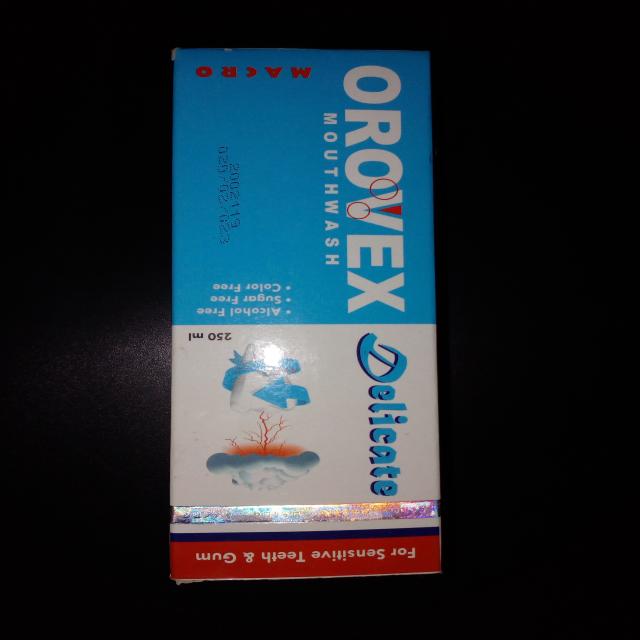 MACRO
OROVEX
MOUTHWASH
• Alcohol Free
• Sugar Free
• Color Free
250 ml
Delicate
For Sensitive Teeth & Gum